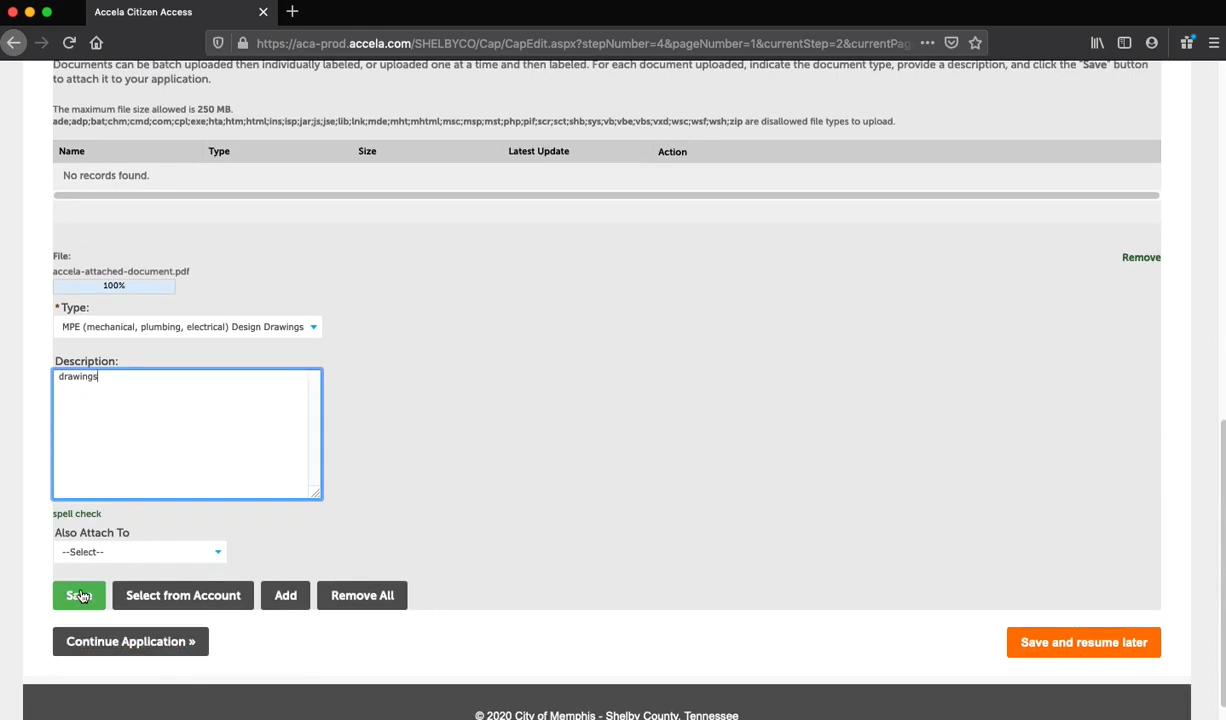 Accela Citizen Access
https://aca-prod.accela.com/SHELBYCO/Cap/CapEdit.aspx?stepNumber=4&pageNumber=1&currentStep=2&currentPag
Documents can be batch uploaded then individually labeled, or uploaded one at a time and then labeled. For each document uploaded, indicate the document type, provide a description, and click the "Save" button
to attach it to your application.
The maximum file size allowed is 250 MB.
ade;adp;bat;chm;cmd;com;cpl;exe;hta;htm;html;ins;isp;jar;js;jse;lib;lnk;mde;mht;mhtml;msc;msp;mst;php;pif;scr;sct;shb;sys;vb;vbe;vbs;vxd;wsc;wsf;wsh;zip are disallowed file types to upload.
Name Type Size Latest Update Action
No records found.
File:
Remove
accela-attached-document.pdf
100%
*Type:
MPE (mechanical, plumbing, electrical) Design Drawings
Description:
drawings
spell check
Also Attach To
--Select--
Save Select from Account Add Remove All
Continue Application »
Save and resume later
© 2020 City of Memphis - Shelby County, Tennessee